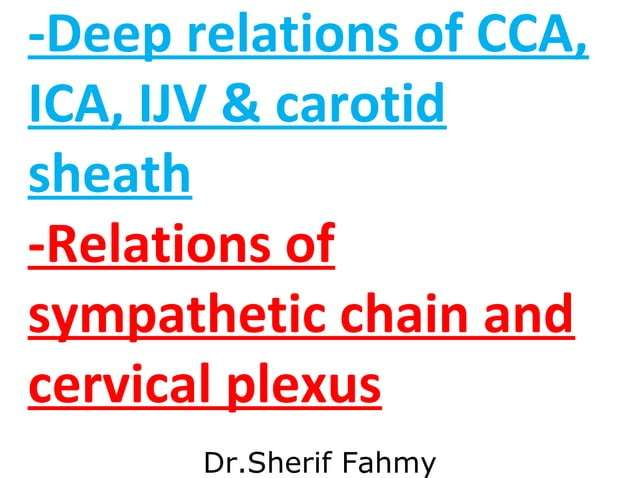 -Deep relations of CCA,
ICA, IJV & carotid
sheath
-Relations of
sympathetic chain and
cervical plexus
Dr.Sherif Fahmy